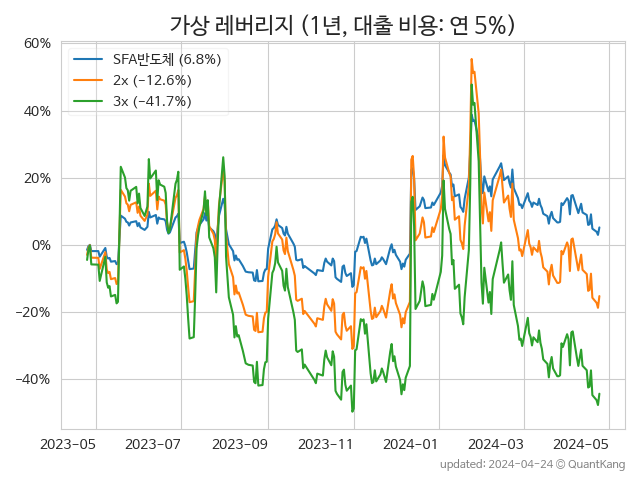 가상 레버리지 (1년, 대출 비용: 연 5%)
SFA반도체 (6.8%)
2x (−12.6%)
3x (−41.7%)
60%
40%
20%
0%
−20%
−40%
2023-05 2023-07 2023-09 2023-11 2024-01 2024-03 2024-05
updated: 2024-04-24 ⓒ QuantKang